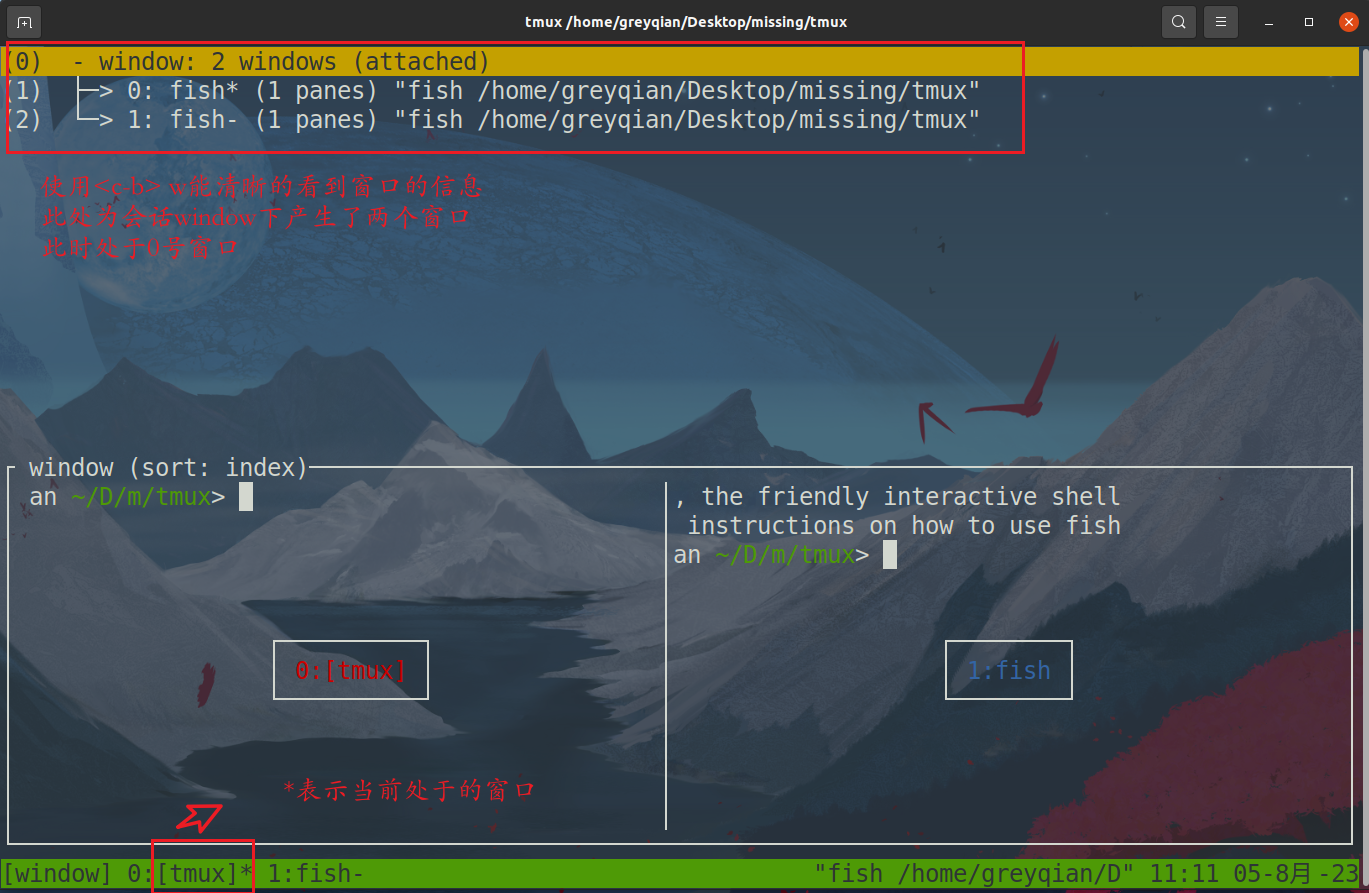 tmux /home/greyqian/Desktop/missing/tmux
(0) - window: 2 windows (attached)
(1) ├─> 0: fish* (1 panes) "fish /home/greyqian/Desktop/missing/tmux"
(2) └─> 1: fish- (1 panes) "fish /home/greyqian/Desktop/missing/tmux"
使用<c-b> w能清晰的看到窗口的信息
此处为会话window下产生了两个窗口
此时处于0号窗口
window (sort: index)
an ~/D/m/tmux>
, the friendly interactive shell
instructions on how to use fish
an ~/D/m/tmux>
0:[tmux]
1:fish
*表示当前处于的窗口
[window] 0:[tmux]* 1:fish- "fish /home/greyqian/D" 11:11 05-8月-23